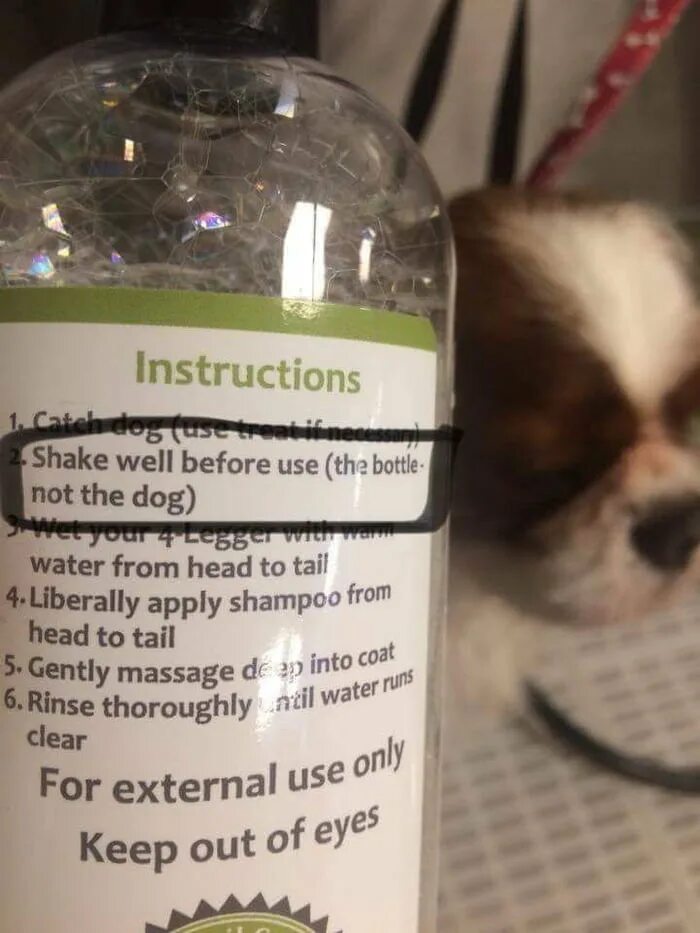 Instructions
1. Catch dog (use treat if necessary)
2. Shake well before use (the bottle-
not the dog)
3. Wet your 4-Legger with warm
water from head to tail
4. Liberally apply shampoo from
head to tail
5. Gently massage deep into coat
6. Rinse thoroughly until water runs
clear
For external use only
Keep out of eyes